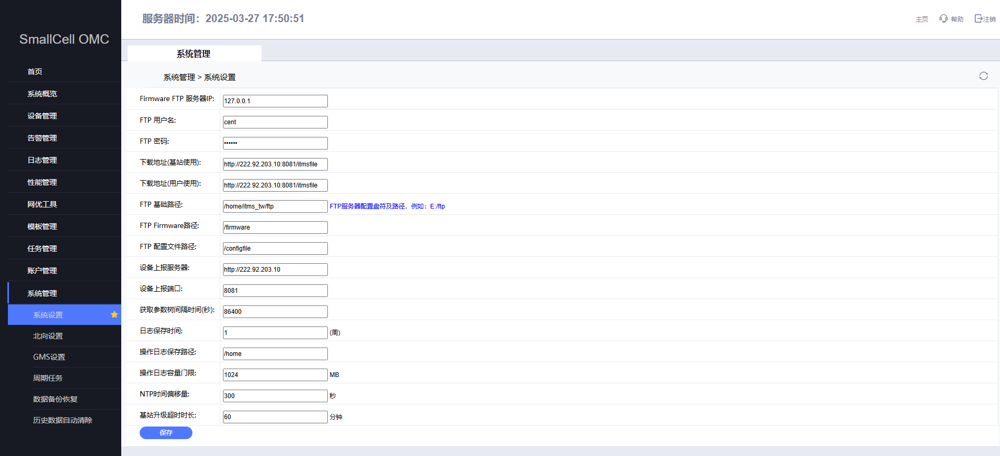 服务器时间：2025-03-27 17:50:51
主页
帮助
注销
SmallCell OMC
首页
系统概览
设备管理
告警管理
日志管理
性能管理
网优工具
模板管理
任务管理
账户管理
系统管理
系统设置
北向设置
GMS设置
周期任务
数据备份恢复
历史数据自动清除
系统管理
系统管理 > 系统设置
Firmware FTP 服务器IP: 127.0.0.1
FTP 用户名: cent
FTP 密码: ••••••
下载地址(基站使用): http://222.92.203.10:8081/itmsfile
下载地址(用户使用): http://222.92.203.10:8081/itmsfile
FTP 基础路径: /home/itms_tw/ftp FTP服务器配置盘符及路径，例如：E:/ftp
FTP Firmware路径: /firmware
FTP 配置文件路径: /configfile
设备上报服务器: http://222.92.203.10
设备上报端口: 8081
获取参数树间隔时间(秒): 86400
日志保存时间: 1 (周)
操作日志保存路径: /home
操作日志容量门限: 1024 MB
NTP时间偏移量: 300 秒
基站升级超时时长: 60 分钟
保存